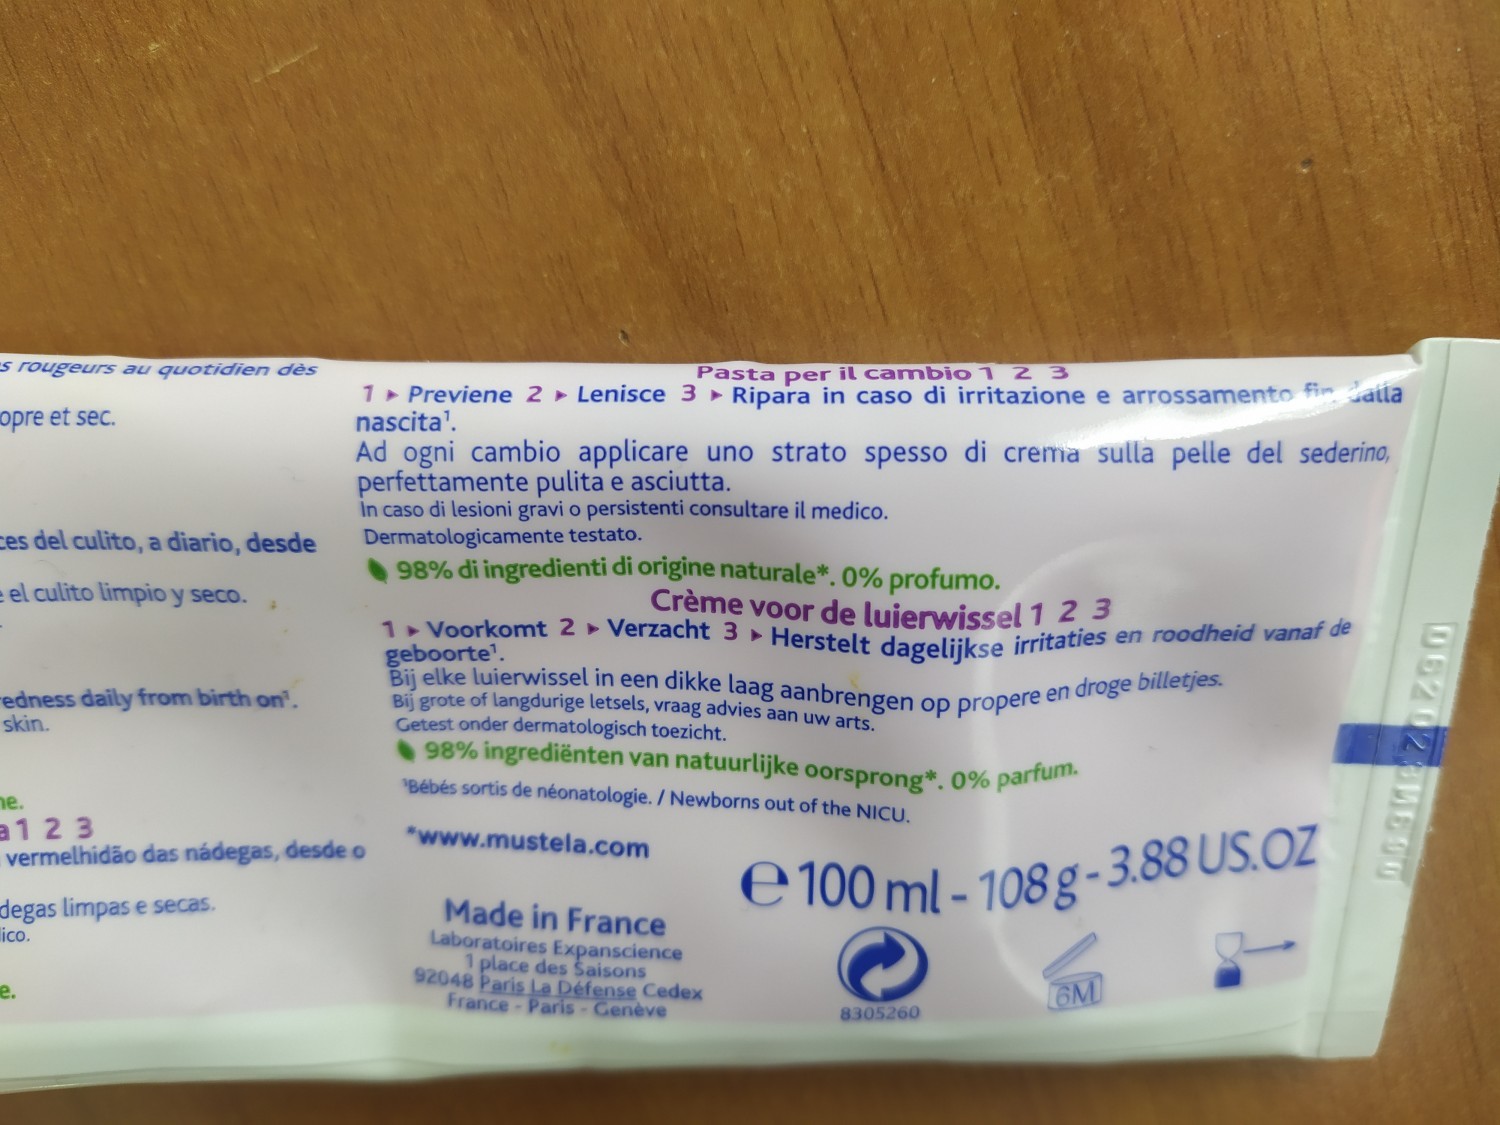 s rougeurs au quotidien dès
opre et sec.
ces del culito, a diario, desde
e el culito limpio y seco.
edness daily from birth on¹.
skin.
ne.
a 1 2 3
vermelhidão das nádegas, desde o
degas limpas e secas.
ico.
e.
Pasta per il cambio 1 2 3
1 ▸ Previene 2 ▸ Lenisce 3 ▸ Ripara in caso di irritazione e arrossamento fin dalla
nascita¹.
Ad ogni cambio applicare uno strato spesso di crema sulla pelle del sederino,
perfettamente pulita e asciutta.
In caso di lesioni gravi o persistenti consultare il medico.
Dermatologicamente testato.
98% di ingredienti di origine naturale*. 0% profumo.
Crème voor de luierwissel 1 2 3
1 ▸ Voorkomt 2 ▸ Verzacht 3 ▸ Herstelt dagelijkse irritaties en roodheid vanaf de
geboorte¹.
Bij elke luierwissel in een dikke laag aanbrengen op propere en droge billetjes.
Bij grote of langdurige letsels, vraag advies aan uw arts.
Getest onder dermatologisch toezicht.
98% ingrediënten van natuurlijke oorsprong*. 0% parfum.
¹Bébés sortis de néonatologie. / Newborns out of the NICU.
*www.mustela.com
e 100 ml - 108 g - 3.88 US.OZ
Made in France
Laboratoires Expanscience
1 place des Saisons
92048 Paris La Défense Cedex
France - Paris - Genève
8305260
6M